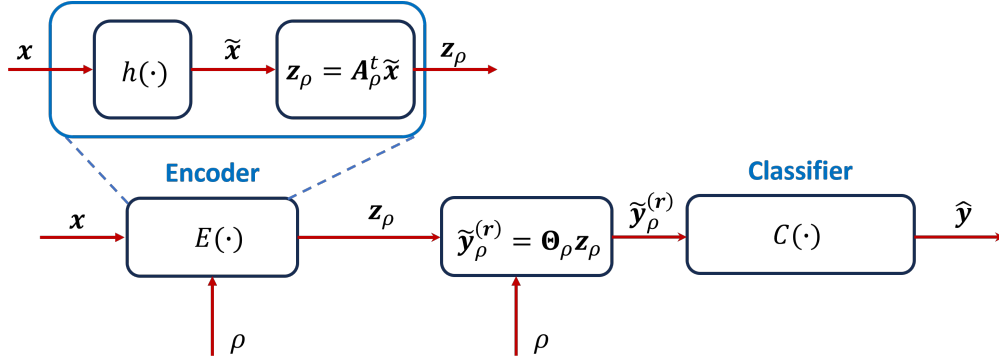 x
h(·)
x̃
z_ρ = A_ρ^t x̃
z_ρ
Encoder
Classifier
x
E(·)
z_ρ
ỹ_ρ^(r) = Θ_ρ z_ρ
ỹ_ρ^(r)
C(·)
ŷ
ρ
ρ